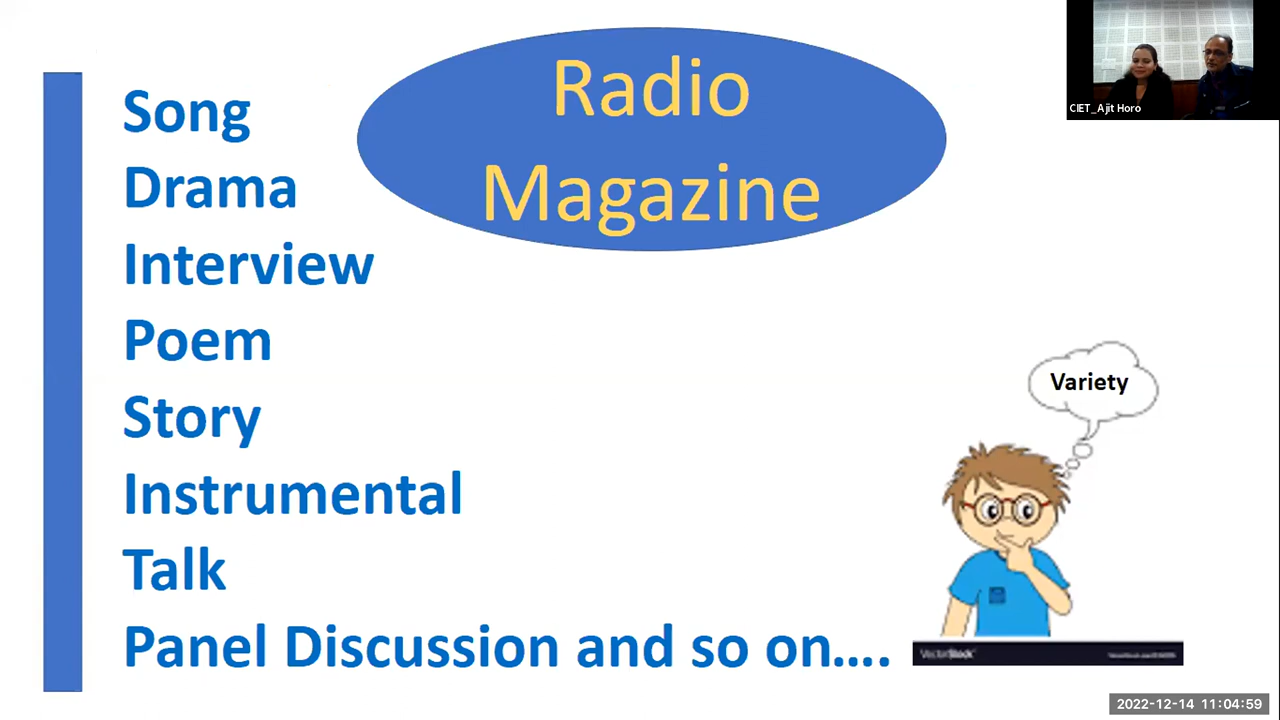 Radio
Magazine
Song
Drama
Interview
Poem
Story
Instrumental
Talk
Panel Discussion and so on....
Variety
CIET_Ajit Horo
VectorStock
2022-12-14 11:04:59